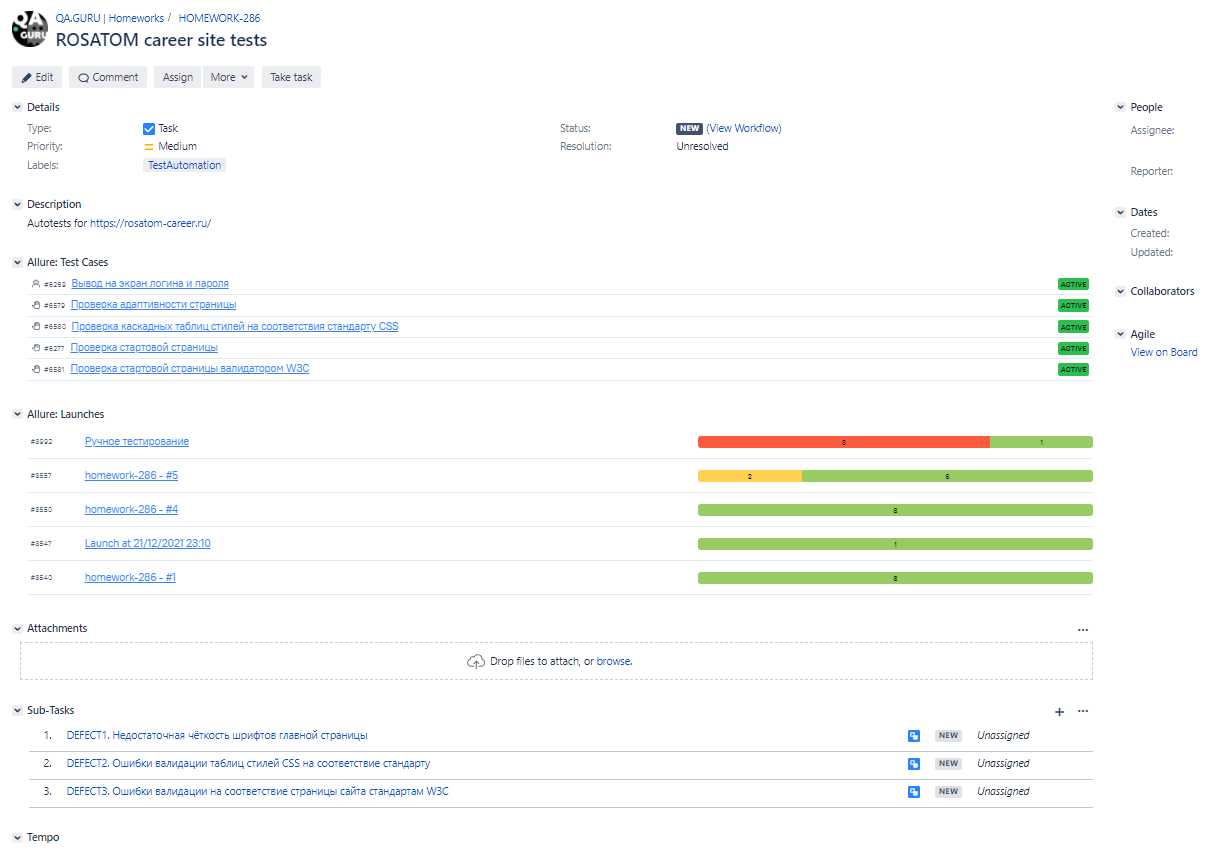 QA
GURU
QA.GURU | Homeworks / HOMEWORK-286
ROSATOM career site tests
Edit Comment Assign More Take task
Details
Type: Task
Priority: Medium
Labels: TestAutomation
Status: NEW (View Workflow)
Resolution: Unresolved
Description
Autotests for https://rosatom-career.ru/
Allure: Test Cases
#6269 Вывод на экран логина и пароля ACTIVE
#6579 Проверка адаптивности страницы ACTIVE
#6580 Проверка каскадных таблиц стилей на соответствия стандарту CSS ACTIVE
#6277 Проверка стартовой страницы ACTIVE
#6581 Проверка стартовой страницы валидатором W3C ACTIVE
Allure: Launches
#8992 Ручное тестирование 3 1
#8557 homework-286 - #5 2 6
#8550 homework-286 - #4 8
#8547 Launch at 21/12/2021 23:10 1
#8540 homework-286 - #1 8
Attachments
Drop files to attach, or browse.
Sub-Tasks
1. DEFECT1. Недостаточная чёткость шрифтов главной страницы NEW Unassigned
2. DEFECT2. Ошибки валидации таблиц стилей CSS на соответствие стандарту NEW Unassigned
3. DEFECT3. Ошибки валидации на соответствие страницы сайта стандартам W3C NEW Unassigned
Tempo
People
Assignee:
Reporter:
Dates
Created:
Updated:
Collaborators
Agile
View on Board